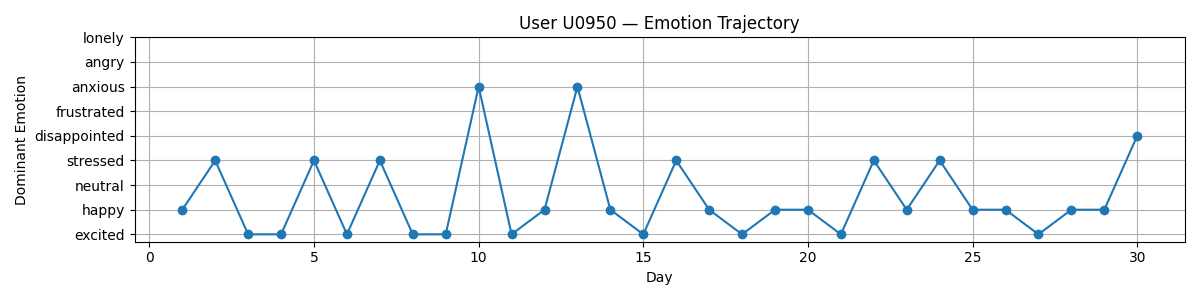 User U0950 — Emotion Trajectory
Dominant Emotion
lonely
angry
anxious
frustrated
disappointed
stressed
neutral
happy
excited
0 5 10 15 20 25 30
Day